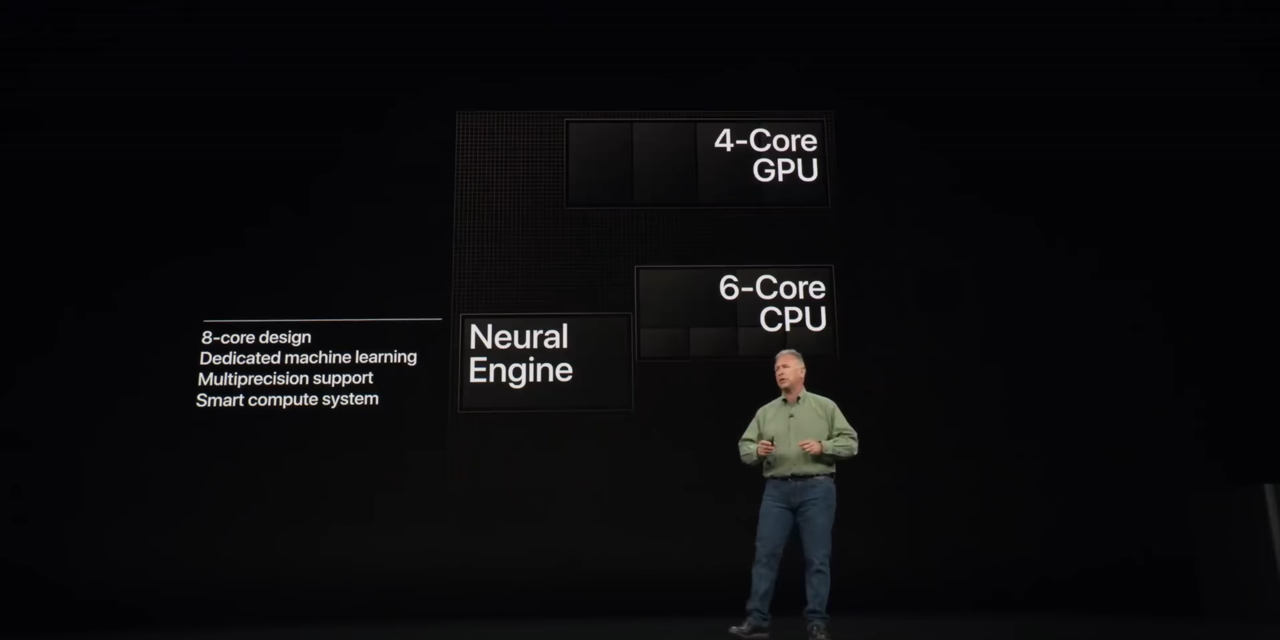 4-Core
GPU
6-Core
CPU
Neural
Engine
8-core design
Dedicated machine learning
Multiprecision support
Smart compute system